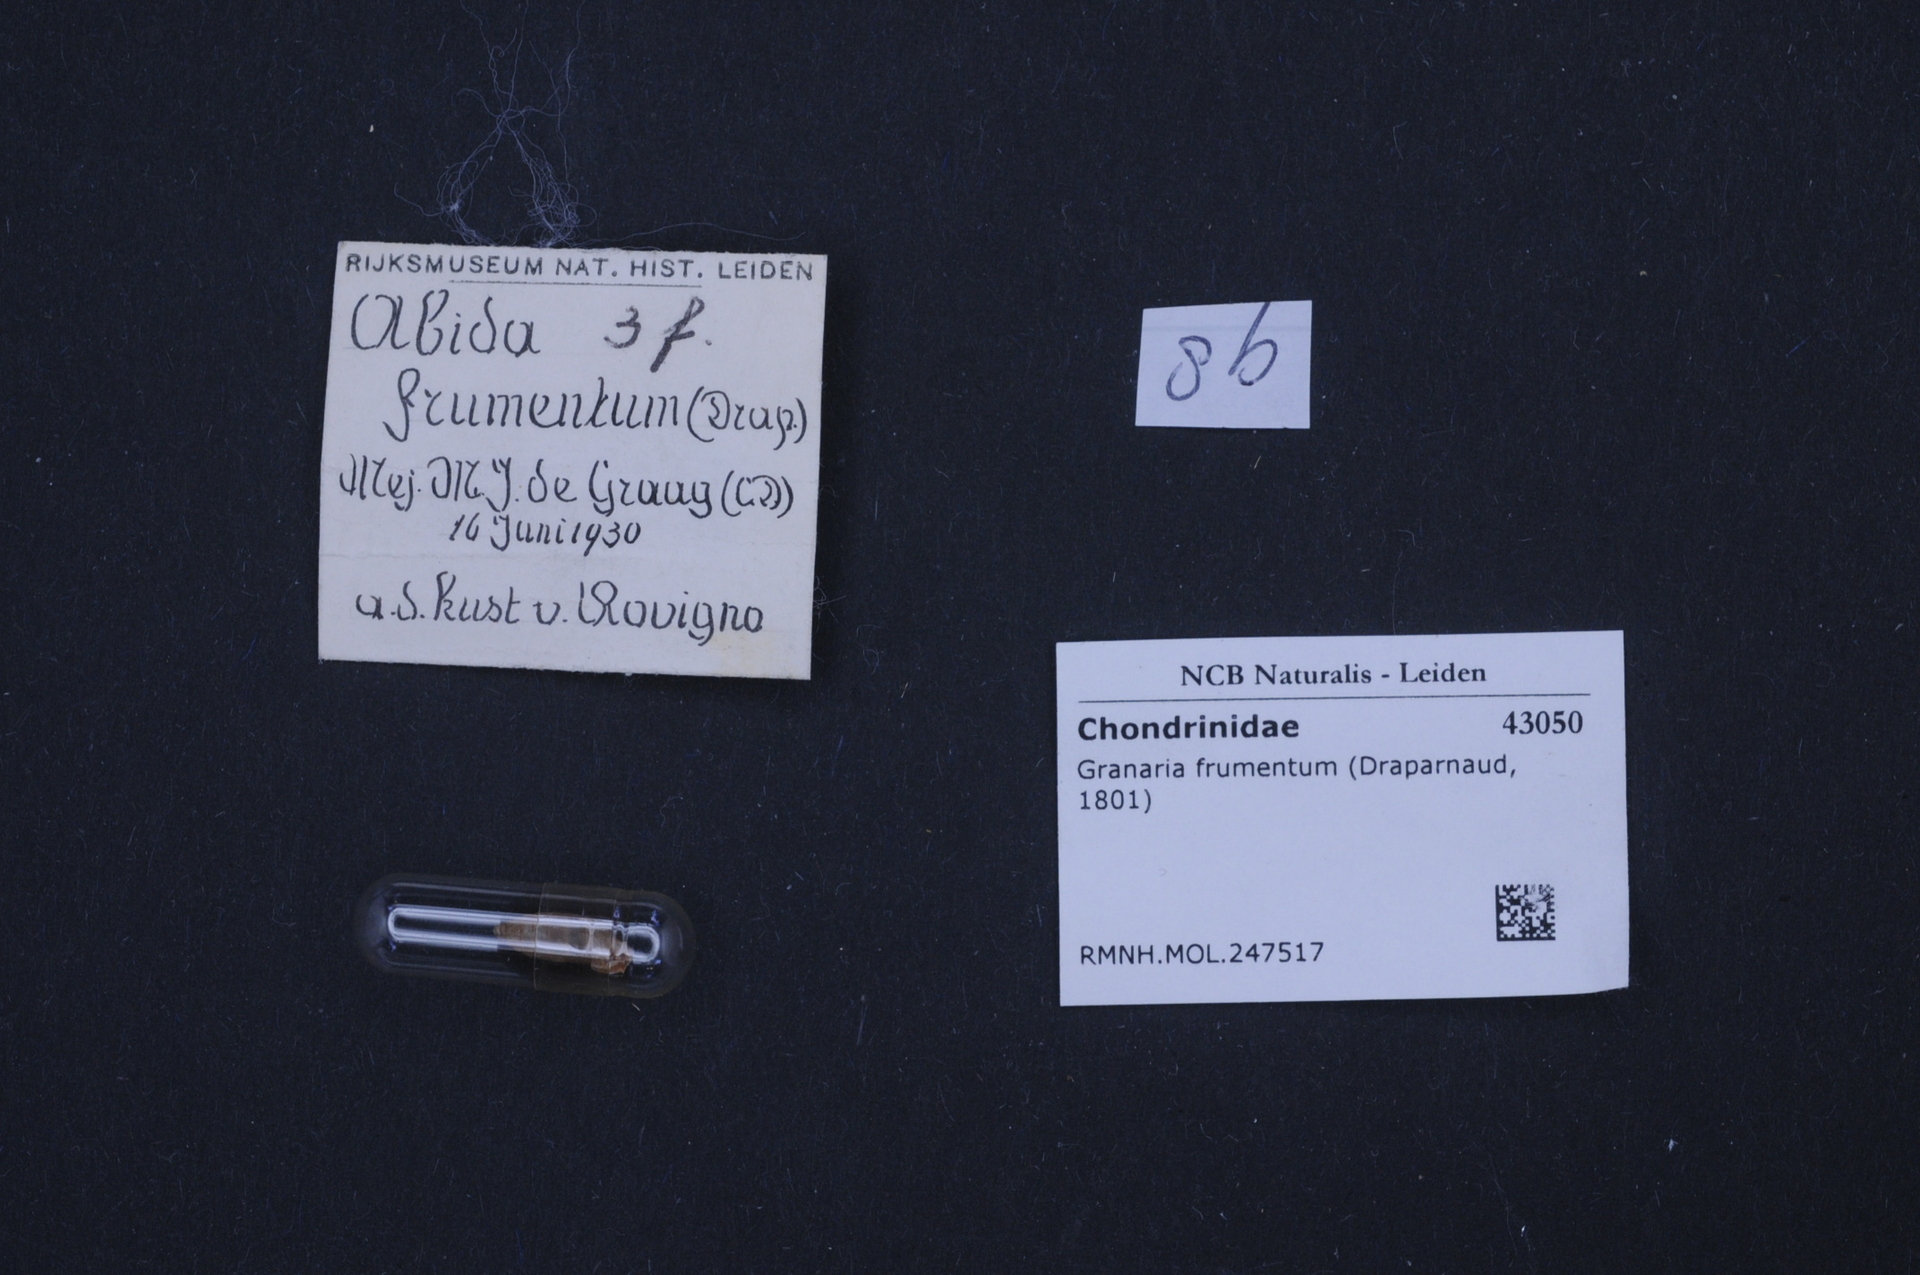 RIJKSMUSEUM NAT. HIST. LEIDEN
Abida 3 f.
frumentum (Drap.)
Mej. M. J. de Graag (CD)
16 Juni 1930
a.d. kust v. Rovigno
8b
NCB Naturalis - Leiden
Chondrinidae 43050
Granaria frumentum (Draparnaud,
1801)
RMNH.MOL.247517